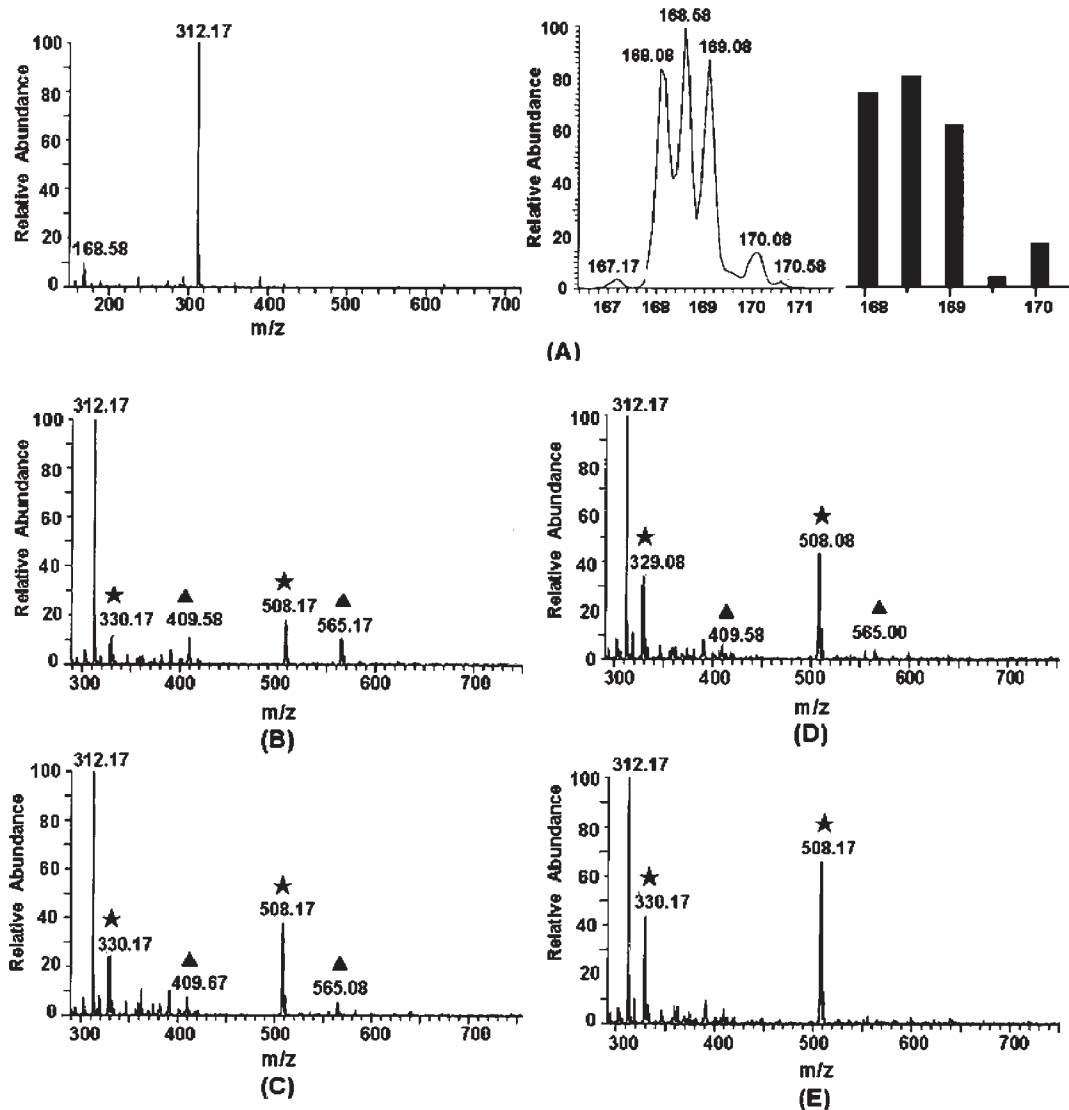 312.17
100
80
60
40
20
0
Relative Abundance
168.58
200 300 400 500 600 700
m/z
168.58
168.08
169.08
100
80
60
40
20
0
Relative Abundance
167.17
170.08
170.58
167 168 169 170 171
168 169 170
(A)
312.17
100
80
60
40
20
0
Relative Abundance
★ ▲ ★ ▲
330.17 409.58 508.17 565.17
300 400 500 600 700
m/z
(B)
312.17
100
80
60
40
20
0
Relative Abundance
★ ★
329.08 508.08
▲ ▲
409.58 565.00
300 400 500 600 700
m/z
(D)
312.17
100
80
60
40
20
0
Relative Abundance
★ ★
330.17 508.17
▲ ▲
409.67 565.08
300 400 500 600 700
m/z
(C)
312.17
100
80
60
40
20
0
Relative Abundance
★ ★
330.17 508.17
300 400 500 600 700
m/z
(E)